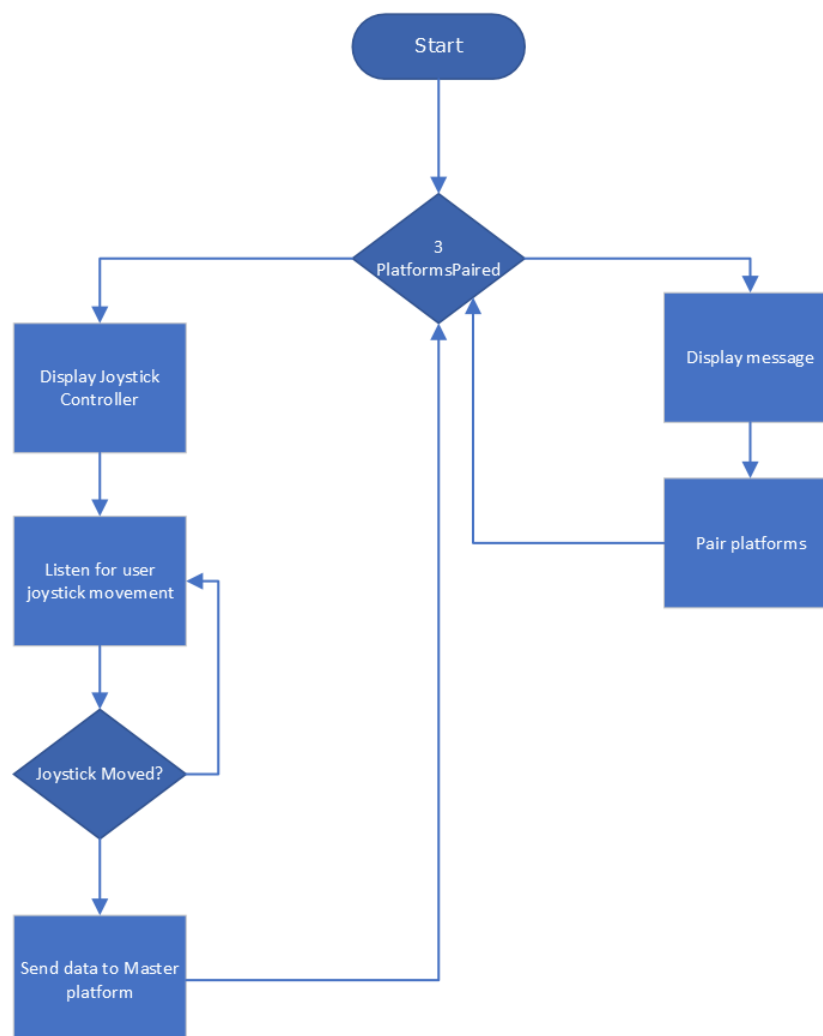 Start
3
PlatformsPaired
Display Joystick
Controller
Display message
Listen for user
joystick movement
Pair platforms
Joystick Moved?
Send data to Master
platform